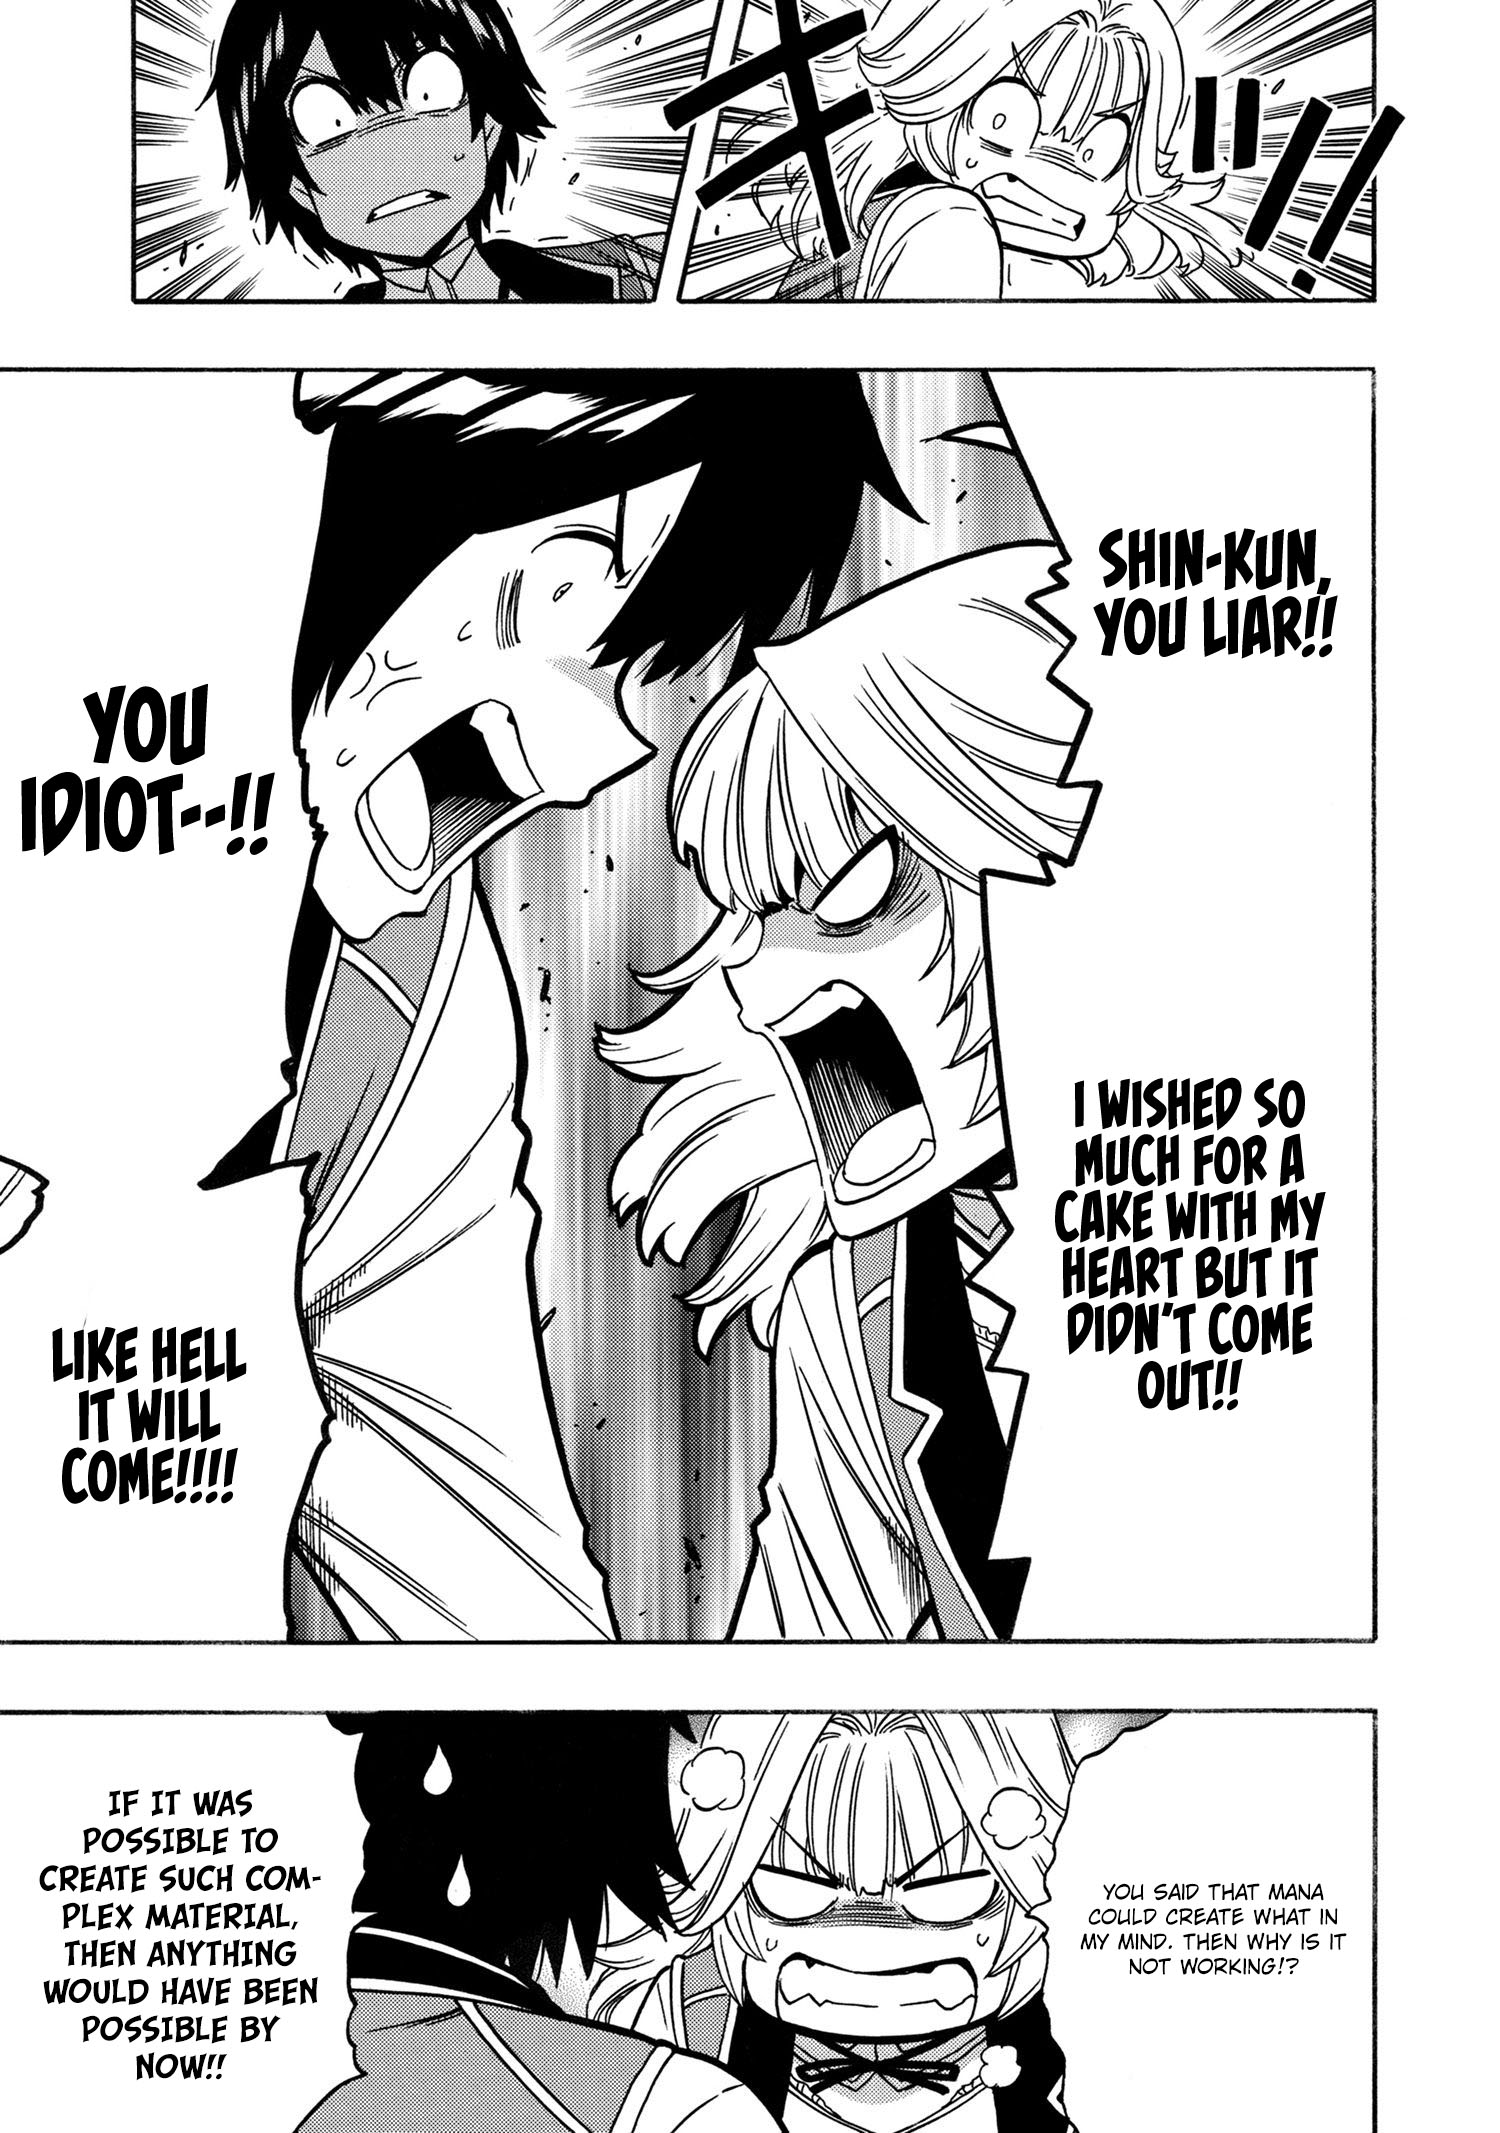 SHIN-KUN,
YOU LIAR!!
YOU
IDIOT--!!
I WISHED SO
MUCH FOR A
CAKE WITH MY
HEART BUT IT
DIDN'T COME
OUT!!
LIKE HELL
IT WILL
COME!!!!
YOU SAID THAT MANA
COULD CREATE WHAT IN
MY MIND. THEN WHY IS IT
NOT WORKING!?
IF IT WAS
POSSIBLE TO
CREATE SUCH COM-
PLEX MATERIAL,
THEN ANYTHING
WOULD HAVE BEEN
POSSIBLE BY
NOW!!